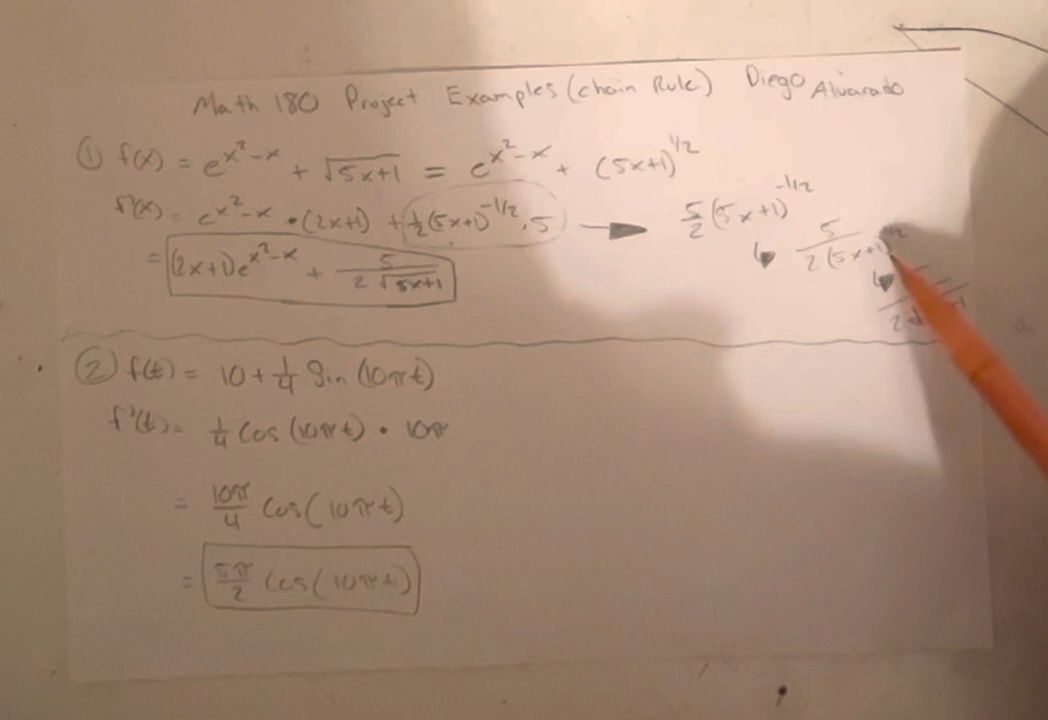 Math 180 Project Examples (chain Rule) Diego Alvarado
① f(x) = e^{x²-x} + √(5x+1) = e^{x²-x} + (5x+1)^{1/2}
f'(x) = e^{x²-x} • (2x+1) + ½(5x+1)^{-1/2} · 5 → 5/2 (5x+1)^{-1/2}
↳ 5/2(5x+1)
= (2x+1)e^{x²-x} + 5/(2√(5x+1))
② f(t) = 10 + ¼ Sin (10πt)
f'(t) = ¼ Cos (10πt) • 10π
= 10π/4 Cos (10πt)
= 5π/2 Cos (10πt)